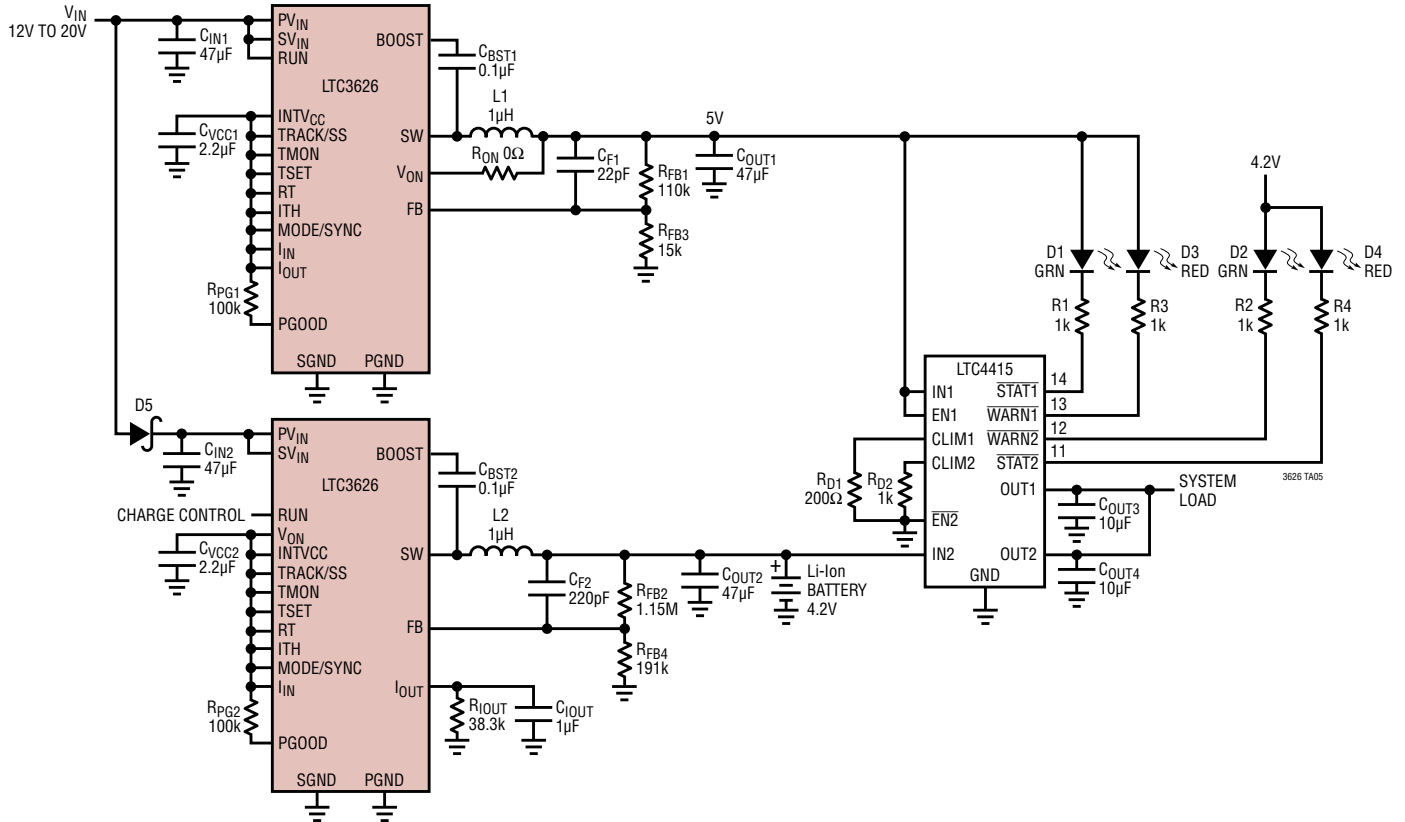 VIN
12V TO 20V
CIN1
47µF
PVIN
SVIN
RUN
BOOST
LTC3626
CBST1
0.1µF
L1
1µH
INTVCC
TRACK/SS
TMON
TSET
RT
ITH
MODE/SYNC
IIN
IOUT
PGOOD
CVCC1
2.2µF
RPG1
100k
SW
VON
FB
SGND
PGND
RON 0Ω
CF1
22pF
RFB1
110k
RFB3
15k
5V
COUT1
47µF
4.2V
D1
GRN
D3
RED
D2
GRN
D4
RED
R1
1k
R3
1k
R2
1k
R4
1k
LTC4415
IN1
EN1
CLIM1
CLIM2
EN2
IN2
STAT1
WARN1
WARN2
STAT2
OUT1
OUT2
GND
14
13
12
11
RD1
200Ω
RD2
1k
SYSTEM
LOAD
3626 TA05
COUT3
10µF
COUT4
10µF
D5
CIN2
47µF
PVIN
SVIN
BOOST
LTC3626
CBST2
0.1µF
L2
1µH
CHARGE CONTROL
RUN
VON
INTVCC
TRACK/SS
TMON
TSET
RT
ITH
MODE/SYNC
IIN
PGOOD
CVCC2
2.2µF
RPG2
100k
SW
FB
IOUT
SGND
PGND
CF2
220pF
RFB2
1.15M
RFB4
191k
COUT2
47µF
+
Li-Ion
BATTERY
4.2V
RIOUT
38.3k
CIOUT
1µF